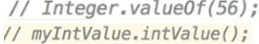 // Integer.valueOf(56);
// myIntValue.intValue();